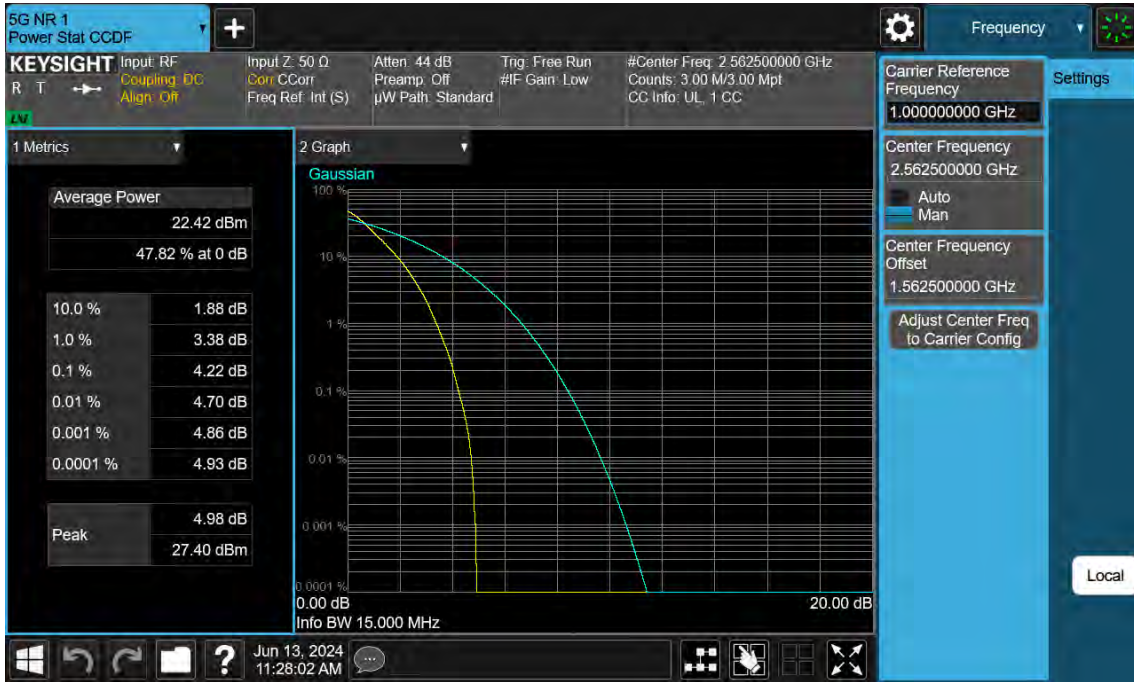 5G NR 1
Power Stat CCDF
Frequency
KEYSIGHT
R T
LNI
Input: RF
Coupling: DC
Align: Off
Input Z: 50 Ω
Corr CCorr
Freq Ref: Int (S)
Atten: 44 dB
Preamp: Off
µW Path: Standard
Trig: Free Run
#IF Gain: Low
#Center Freq: 2.562500000 GHz
Counts: 3.00 M/3.00 Mpt
CC Info: UL, 1 CC
Carrier Reference
Frequency
1.000000000 GHz
Settings
Center Frequency
2.562500000 GHz
Auto
Man
Center Frequency
Offset
1.562500000 GHz
Adjust Center Freq
to Carrier Config
Local
1 Metrics
Average Power
22.42 dBm
47.82 % at 0 dB
10.0 % 1.88 dB
1.0 % 3.38 dB
0.1 % 4.22 dB
0.01 % 4.70 dB
0.001 % 4.86 dB
0.0001 % 4.93 dB
Peak
4.98 dB
27.40 dBm
2 Graph
Gaussian
100 %
10 %
1 %
0.1 %
0.01 %
0.001 %
0.0001 %
0.00 dB 20.00 dB
Info BW 15.000 MHz
Jun 13, 2024
11:28:02 AM